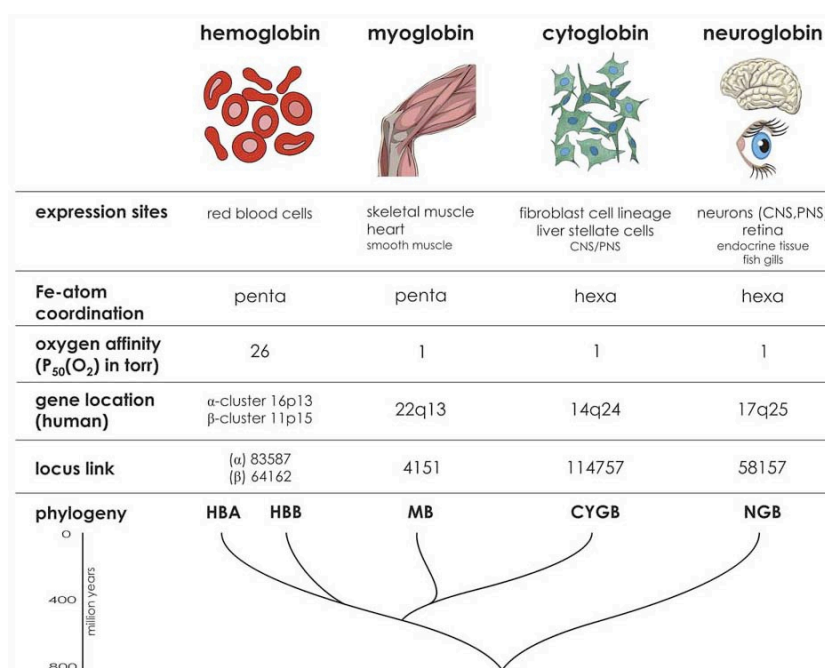 hemoglobin myoglobin cytoglobin neuroglobin
expression sites
red blood cells
skeletal muscle
heart
smooth muscle
fibroblast cell lineage
liver stellate cells
CNS/PNS
neurons (CNS,PNS
retina
endocrine tissue
fish gills
Fe-atom
coordination
penta penta hexa hexa
oxygen affinity
(P₅₀(O₂) in torr)
26 1 1 1
gene location
(human)
α-cluster 16p13
β-cluster 11p15
22q13 14q24 17q25
locus link
(α) 83587
(β) 64162
4151 114757 58157
phylogeny HBA HBB MB CYGB NGB
0
400
800
million years